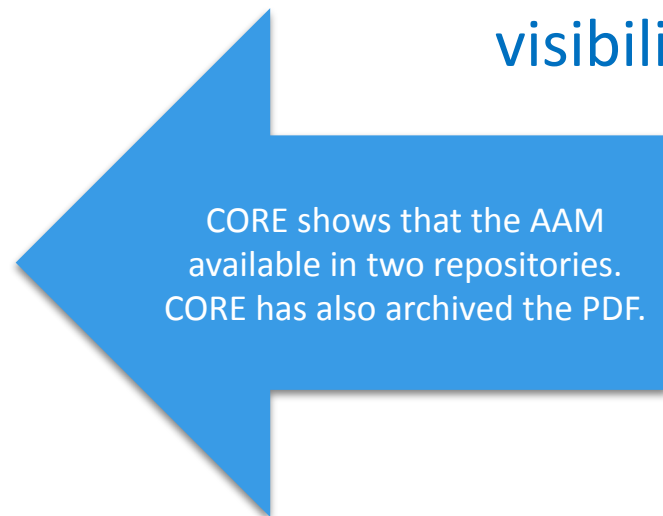 visibili
CORE shows that the AAM
available in two repositories.
CORE has also archived the PDF.